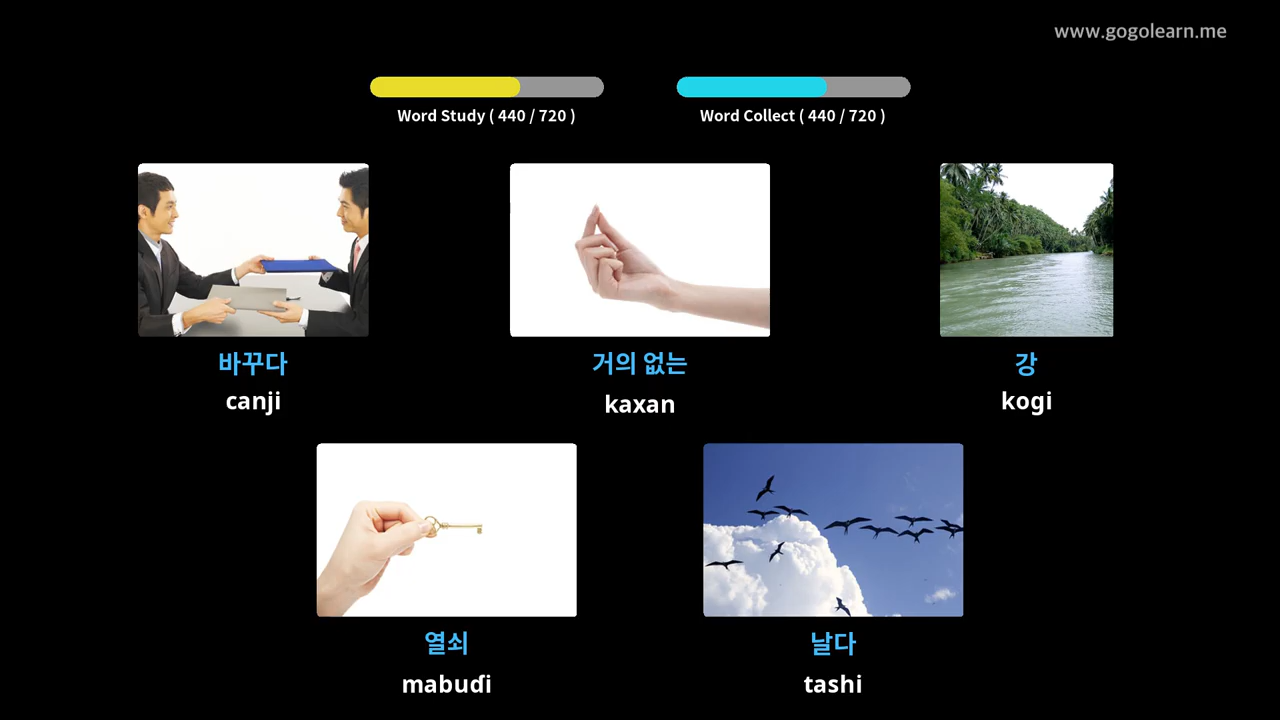 www.gogolearn.me
Word Study ( 440 / 720 )
Word Collect ( 440 / 720 )
바꾸다
canji
거의 없는
kaxan
강
kogi
열쇠
mabuɗi
날다
tashi